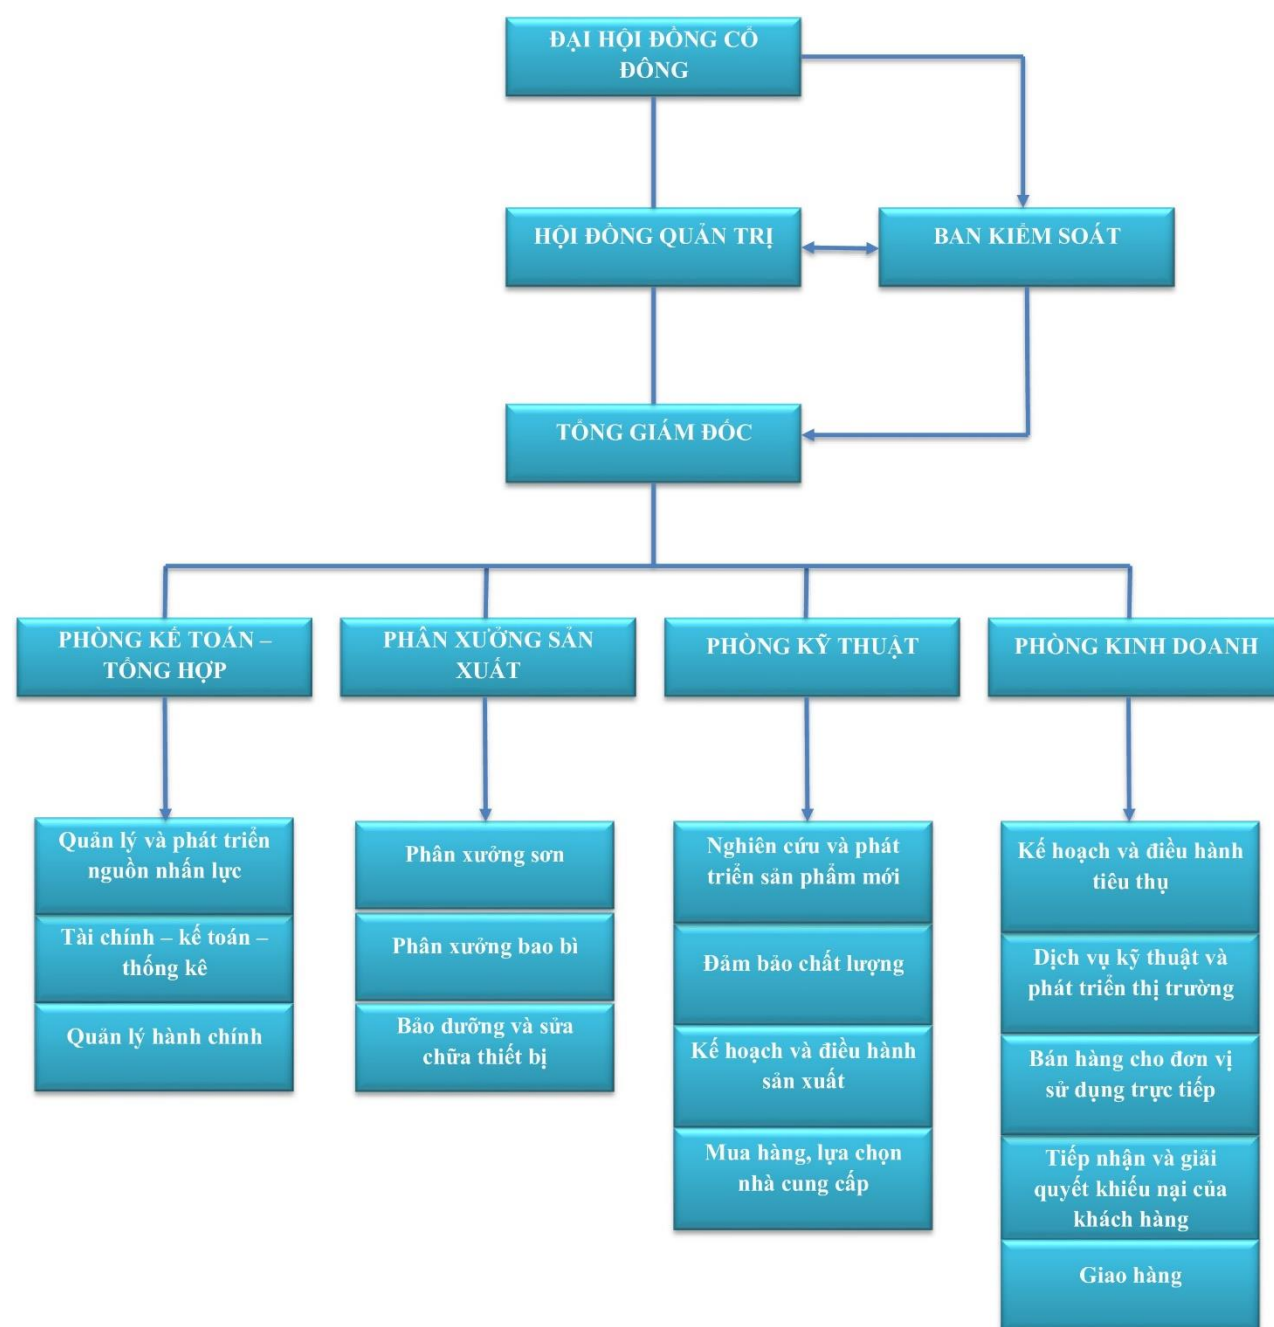 ĐẠI HỘI ĐỒNG CỔ
ĐÔNG
HỘI ĐỒNG QUẢN TRỊ
BAN KIỂM SOÁT
TỔNG GIÁM ĐỐC
PHÒNG KẾ TOÁN –
TỔNG HỢP
PHÂN XƯỞNG SẢN
XUẤT
PHÒNG KỸ THUẬT
PHÒNG KINH DOANH
Quản lý và phát triển
nguồn nhấn lực
Tài chính – kế toán –
thống kê
Quản lý hành chính
Phân xưởng sơn
Phân xưởng bao bì
Bảo dưỡng và sửa
chữa thiết bị
Nghiên cứu và phát
triển sản phẩm mới
Đảm bảo chất lượng
Kế hoạch và điều hành
sản xuất
Mua hàng, lựa chọn
nhà cung cấp
Kế hoạch và điều hành
tiêu thụ
Dịch vụ kỹ thuật và
phát triển thị trường
Bán hàng cho đơn vị
sử dụng trực tiếp
Tiếp nhận và giải
quyết khiếu nại của
khách hàng
Giao hàng